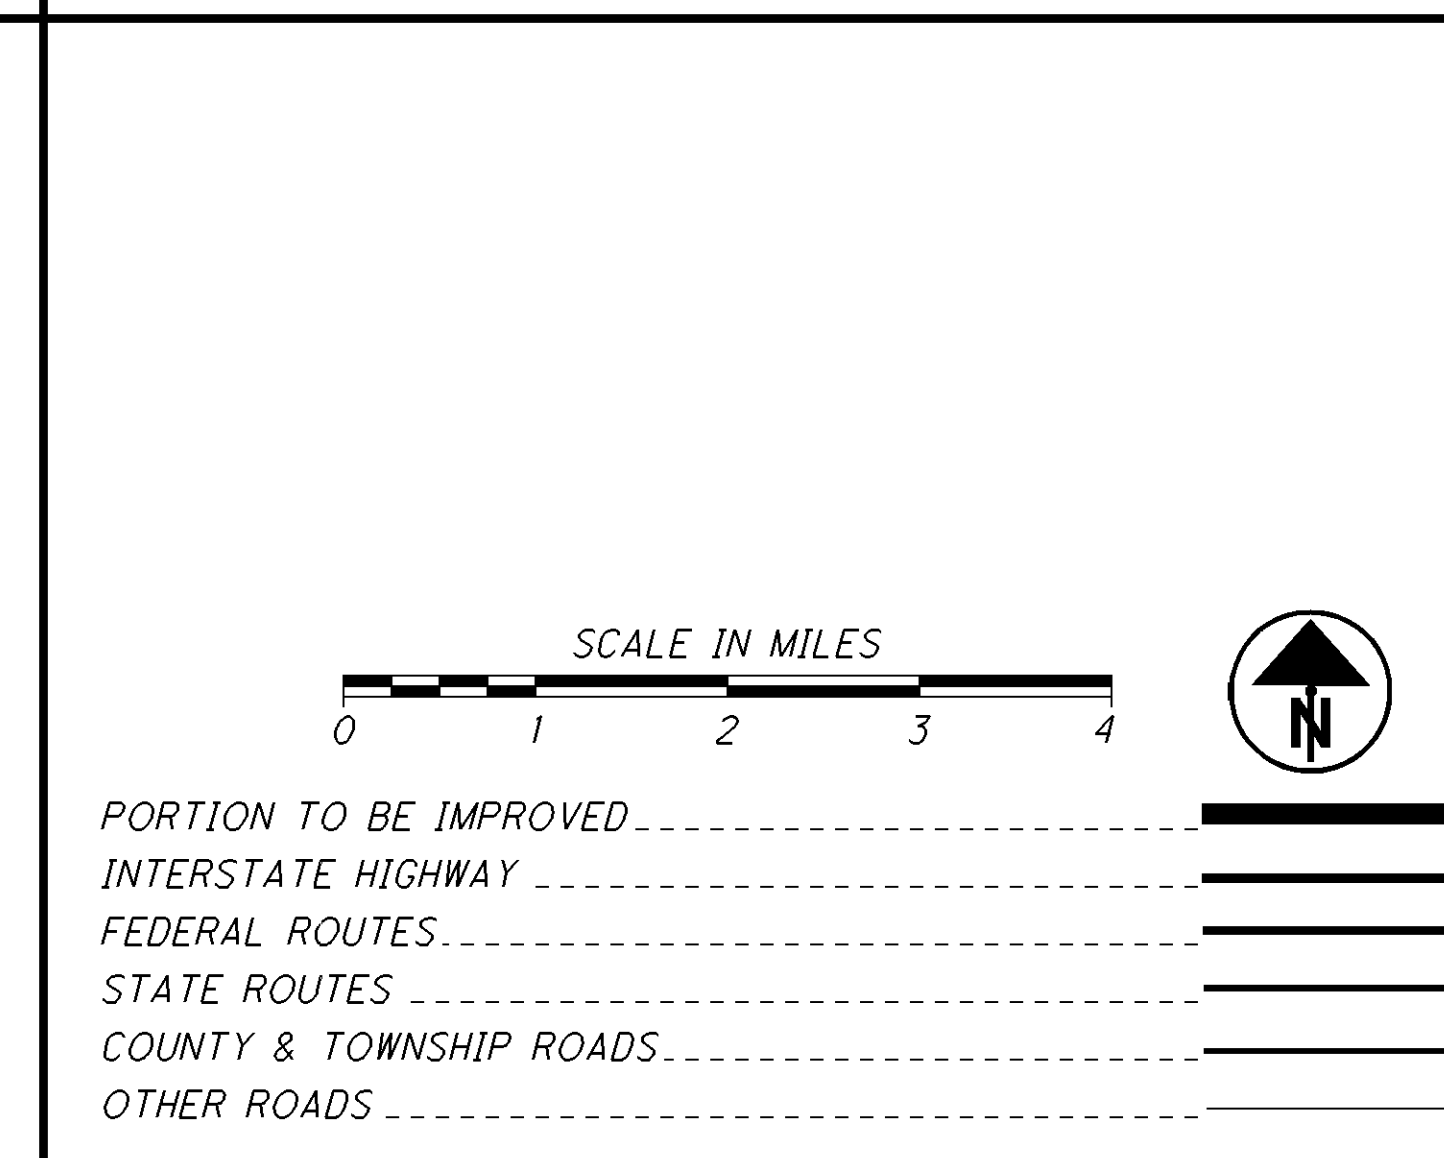 SCALE IN MILES
0 1 2 3 4
N
PORTION TO BE IMPROVED
INTERSTATE HIGHWAY
FEDERAL ROUTES
STATE ROUTES
COUNTY & TOWNSHIP ROADS
OTHER ROADS